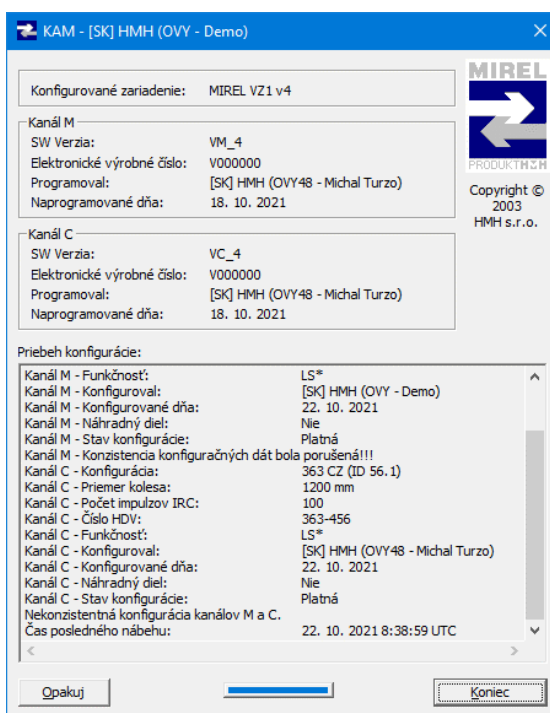 KAM - [SK] HMH (OVY - Demo)
Konfigurované zariadenie: MIREL VZ1 v4
MIREL
PRODUKT HMH
Copyright ©
2003
HMH s.r.o.
Kanál M
SW Verzia: VM_4
Elektronické výrobné číslo: V000000
Programoval: [SK] HMH (OVY48 - Michal Turzo)
Naprogramované dňa: 18. 10. 2021
Kanál C
SW Verzia: VC_4
Elektronické výrobné číslo: V000000
Programoval: [SK] HMH (OVY48 - Michal Turzo)
Naprogramované dňa: 18. 10. 2021
Priebeh konfigurácie:
Kanál M - Funkčnosť: LS*
Kanál M - Konfiguroval: [SK] HMH (OVY - Demo)
Kanál M - Konfigurované dňa: 22. 10. 2021
Kanál M - Náhradný diel: Nie
Kanál M - Stav konfigurácie: Platná
Kanál M - Konzistencia konfiguračných dát bola porušená!!!
Kanál C - Konfigurácia: 363 CZ (ID 56.1)
Kanál C - Priemer kolesa: 1200 mm
Kanál C - Počet impulzov IRC: 100
Kanál C - Číslo HDV: 363-456
Kanál C - Funkčnosť: LS*
Kanál C - Konfiguroval: [SK] HMH (OVY48 - Michal Turzo)
Kanál C - Konfigurované dňa: 22. 10. 2021
Kanál C - Náhradný diel: Nie
Kanál C - Stav konfigurácie: Platná
Nekonzistentná konfigurácia kanálov M a C.
Čas posledného nábehu: 22. 10. 2021 8:38:59 UTC
Opakuj
Koniec